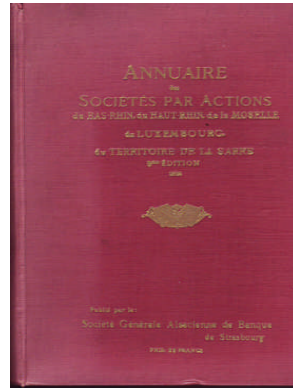 ANNUAIRE
des
SOCIÉTÉS PAR ACTIONS
du BAS-RHIN, du HAUT-RHIN, de la MOSELLE
du LUXEMBOURG
du TERRITOIRE DE LA SARRE
ÉDITION
Publié par la:
Société Générale Alsacienne de Banque
de Strasbourg